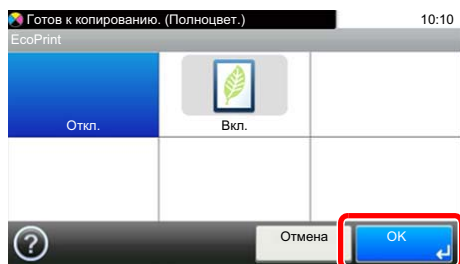 Готов к копированию. (Полноцвет.) 10:10
EcoPrint
Откл. Вкл.
? Отмена OK